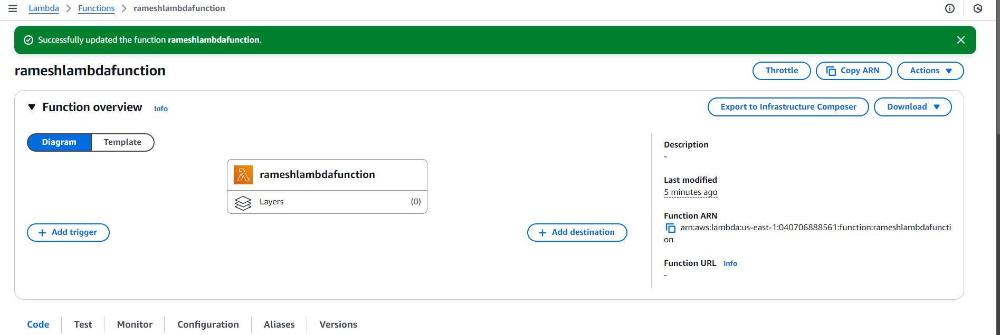 Lambda > Functions > rameshlambdafunction
Successfully updated the function rameshlambdafunction.
rameshlambdafunction
Throttle
Copy ARN
Actions
Function overview Info
Export to Infrastructure Composer
Download
Diagram
Template
rameshlambdafunction
Layers
(0)
+ Add trigger
+ Add destination
Description
-
Last modified
5 minutes ago
Function ARN
arn:aws:lambda:us-east-1:040706888561:function:rameshlambdafuncti
on
Function URL Info
-
Code
Test
Monitor
Configuration
Aliases
Versions